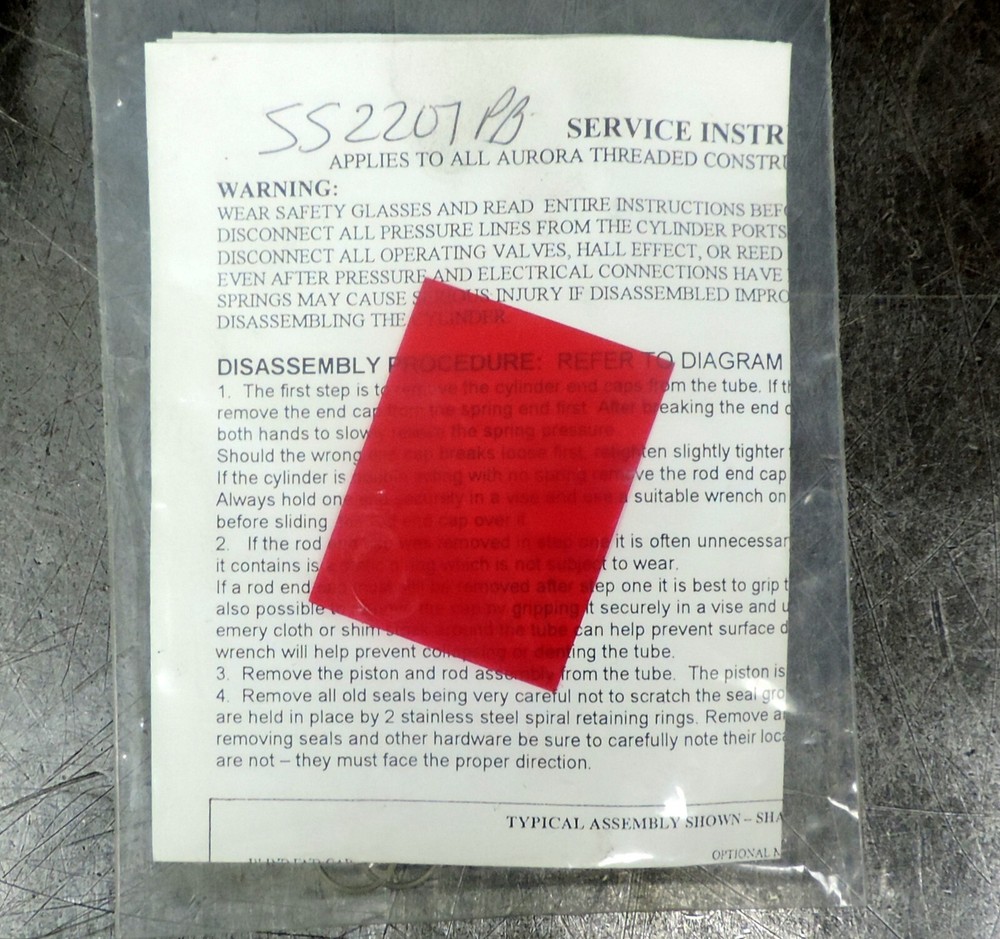 SS2207PB
SERVICE INSTR
APPLIES TO ALL AURORA THREADED CONSTRU
WARNING:
WEAR SAFETY GLASSES AND READ ENTIRE INSTRUCTIONS BEF
DISCONNECT ALL PRESSURE LINES FROM THE CYLINDER PORTS
DISCONNECT ALL OPERATING VALVES, HALL EFFECT, OR REED
EVEN AFTER PRESSURE AND ELECTRICAL CONNECTIONS HAVE
SPRINGS MAY CAUSE SERIOUS INJURY IF DISASSEMBLED IMPRO
DISASSEMBLING THE CYLINDER.
DISASSEMBLY PROCEDURE: REFER TO DIAGRAM
1. The first step is to remove the cylinder end caps from the tube. If th
remove the end cap from the spring end first. After breaking the end c
both hands to slowly the spring pressure.
Should the wrong cap breaks loose first, retighten slightly tighter
If the cylinder is double acting with no spring remove the rod end cap
Always hold one end securely in a vise and use a suitable wrench on
before sliding end cap over it.
2. If the rod was removed in step one it is often unnecessar
it contains is which is not subject to wear.
If a rod end be removed after step one it is best to grip t
also possible to the cap by gripping it securely in a vise and u
emery cloth or shim around the tube can help prevent surface d
wrench will help prevent collapsing or denting the tube.
3. Remove the piston and rod assembly from the tube. The piston is
4. Remove all old seals being very careful not to scratch the seal gro
are held in place by 2 stainless steel spiral retaining rings. Remove a
removing seals and other hardware be sure to carefully note their loca
are not – they must face the proper direction.
TYPICAL ASSEMBLY SHOWN – SHA
OPTIONAL
BLIND END CAP